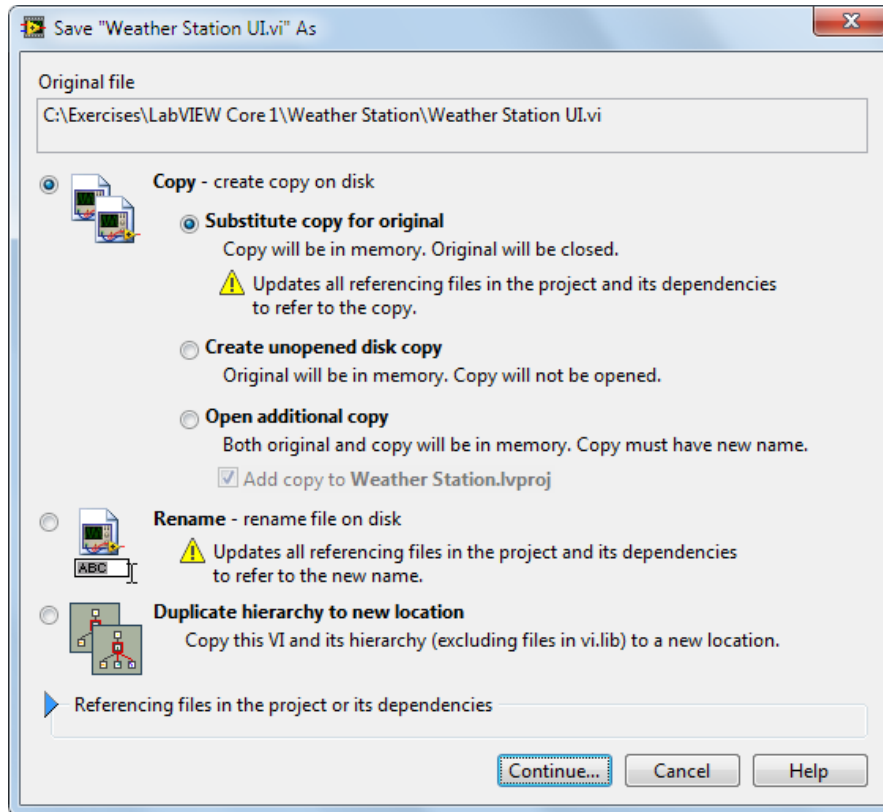 Save "Weather Station UI.vi" As
Original file
C:\Exercises\LabVIEW Core 1\Weather Station\Weather Station UI.vi
Copy - create copy on disk
Substitute copy for original
Copy will be in memory. Original will be closed.
Updates all referencing files in the project and its dependencies
to refer to the copy.
Create unopened disk copy
Original will be in memory. Copy will not be opened.
Open additional copy
Both original and copy will be in memory. Copy must have new name.
Add copy to Weather Station.lvproj
Rename - rename file on disk
Updates all referencing files in the project and its dependencies
to refer to the new name.
ABC
Duplicate hierarchy to new location
Copy this VI and its hierarchy (excluding files in vi.lib) to a new location.
Referencing files in the project or its dependencies
Continue... Cancel Help